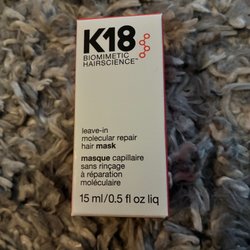 K18
BIOMIMETIC
HAIRSCIENCE™
leave-in
molecular repair
hair mask
masque capillaire
sans rinçage
à réparation
moléculaire
15 ml/0.5 fl oz liq